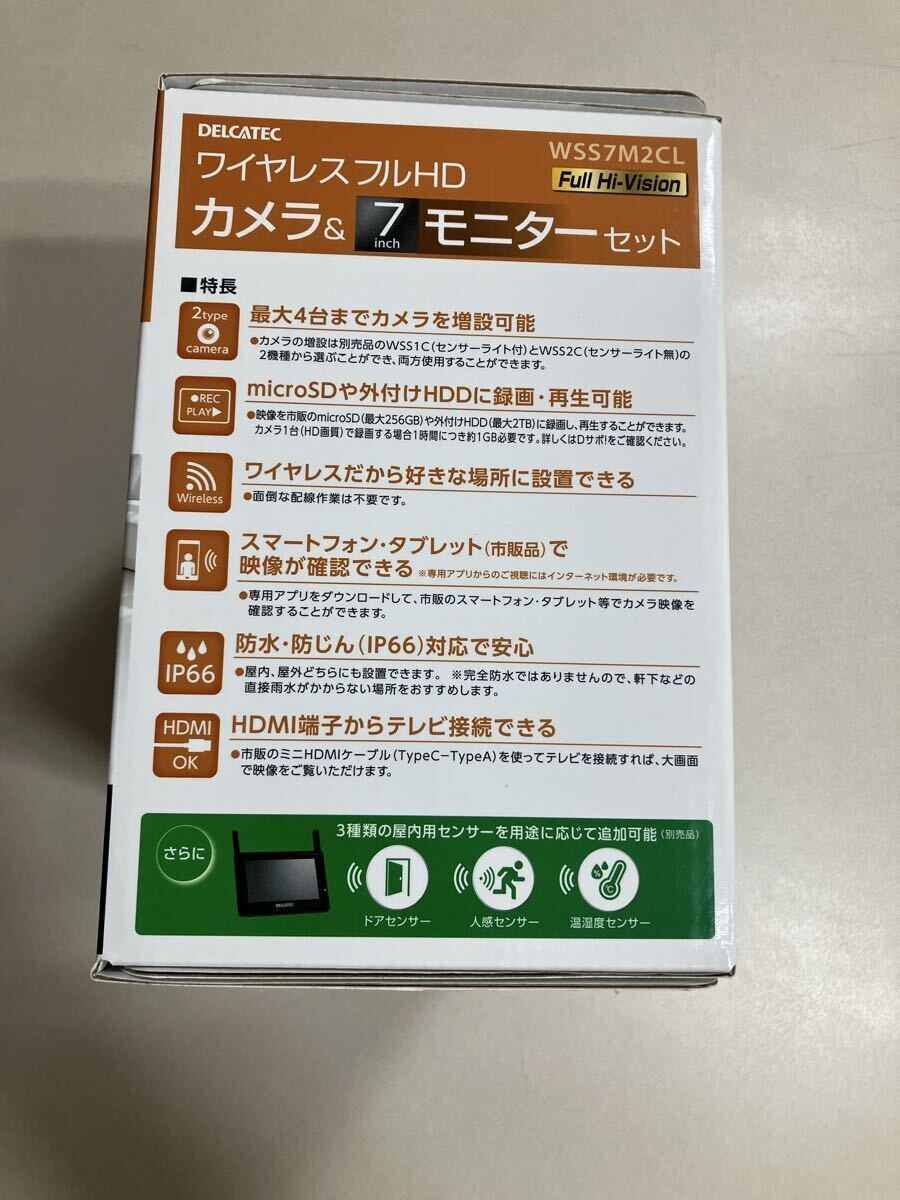 DELCATEC
WSS7M2CL
ワイヤレスフルHD
Full Hi-Vision
カメラ& 7 inch モニターセット
■特長
2type camera
最大4台までカメラを増設可能
●カメラの増設は別売品のWSS1C(センサーライト付)とWSS2C(センサーライト無)の
2機種から選ぶことができ、両方使用することができます。
●REC
PLAY▶
microSDや外付けHDDに録画・再生可能
●映像を市販のmicroSD(最大256GB)や外付けHDD(最大2TB)に録画し、再生することができます。
カメラ1台(HD画質)で録画する場合1時間につき約1GB必要です。詳しくはDサポ!をご確認ください。
Wireless
ワイヤレスだから好きな場所に設置できる
●面倒な配線作業は不要です。
スマートフォン・タブレット(市販品)で
映像が確認できる ※専用アプリからのご視聴にはインターネット環境が必要です。
●専用アプリをダウンロードして、市販のスマートフォン・タブレット等でカメラ映像を
確認することができます。
IP66
防水・防じん(IP66)対応で安心
●屋内、屋外どちらにも設置できます。 ※完全防水ではありませんので、軒下などの
直接雨水がかからない場所をおすすめします。
HDMI
OK
HDMI端子からテレビ接続できる
●市販のミニHDMIケーブル(TypeC−TypeA)を使ってテレビを接続すれば、大画面
で映像をご覧いただけます。
さらに
3種類の屋内用センサーを用途に応じて追加可能(別売品)
DELCATEC
% C
ドアセンサー 人感センサー 温湿度センサー